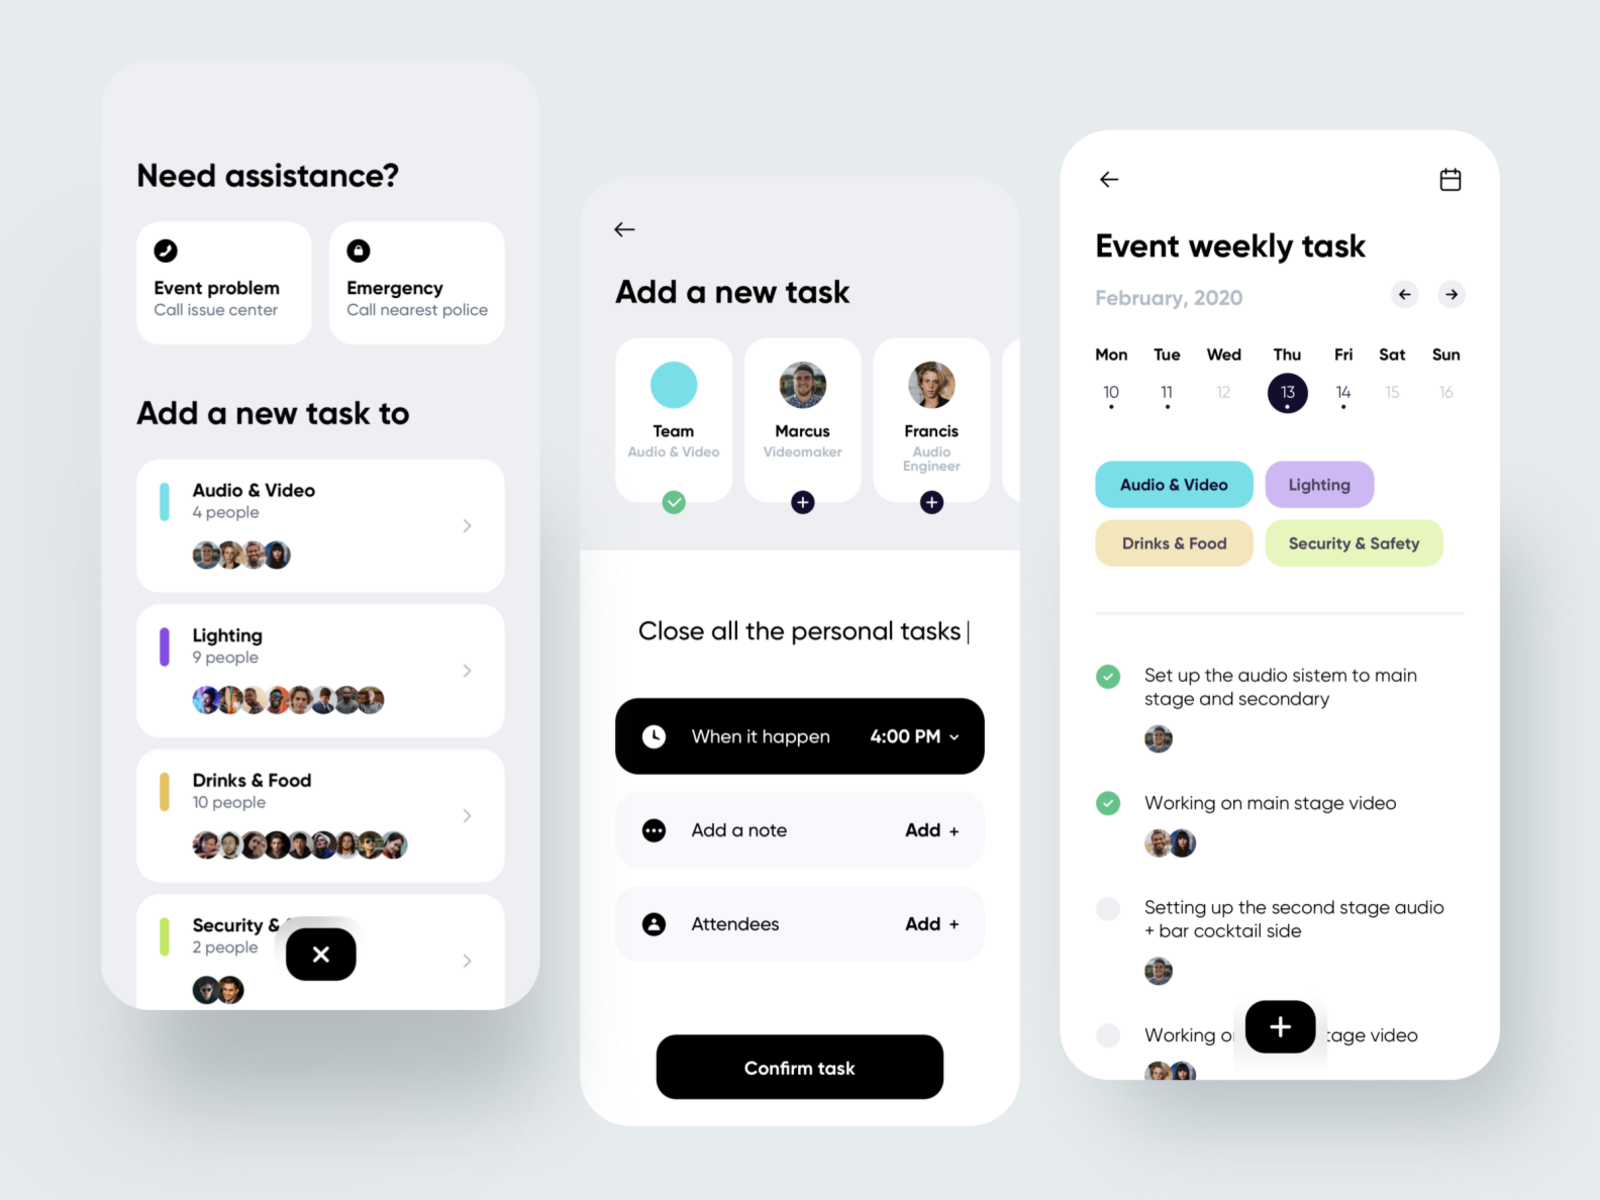 Need assistance?
Event problem
Call issue center
Emergency
Call nearest police
Add a new task to
Audio & Video
4 people
Lighting
9 people
Drinks & Food
10 people
Security &
2 people
Add a new task
Team
Audio & Video
Marcus
Videomaker
Francis
Audio
Engineer
Close all the personal tasks
When it happen 4:00 PM
Add a note Add +
Attendees Add +
Confirm task
Event weekly task
February, 2020
Mon Tue Wed Thu Fri Sat Sun
10 11 12 13 14 15 16
Audio & Video
Lighting
Drinks & Food
Security & Safety
Set up the audio sistem to main
stage and secondary
Working on main stage video
Setting up the second stage audio
+ bar cocktail side
Working video